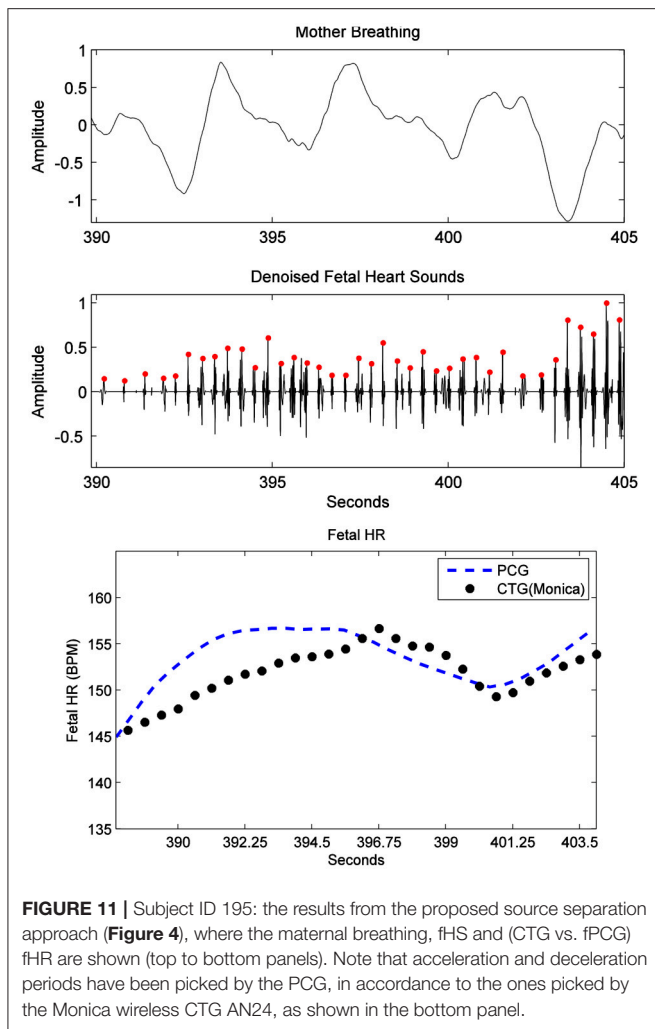 Mother Breathing
1
0.5
0
-0.5
-1
Amplitude
390 395 400 405
Denoised Fetal Heart Sounds
1
0.5
0
-0.5
Amplitude
390 395 400 405
Seconds
Fetal HR
PCG
CTG(Monica)
160
155
150
145
140
135
Fetal HR (BPM)
390 392.25 394.5 396.75 399 401.25 403.5
Seconds
FIGURE 11 | Subject ID 195: the results from the proposed source separation
approach (Figure 4), where the maternal breathing, fHS and (CTG vs. fPCG)
fHR are shown (top to bottom panels). Note that acceleration and deceleration
periods have been picked by the PCG, in accordance to the ones picked by
the Monica wireless CTG AN24, as shown in the bottom panel.